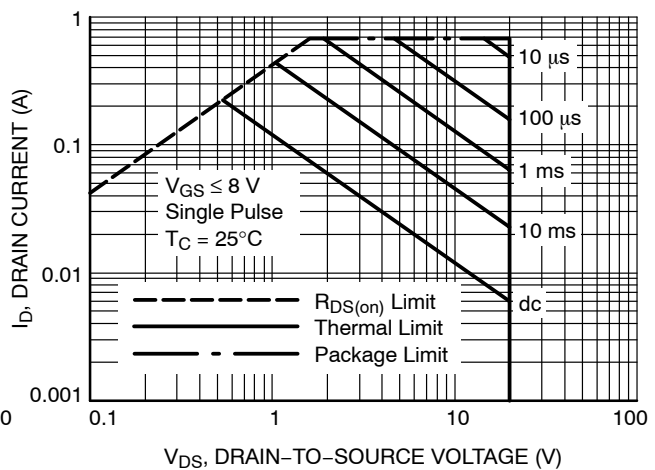 1
10 µs
100 µs
0.1
1 ms
V_GS ≤ 8 V
Single Pulse
T_C = 25°C
10 ms
0.01
dc
R_DS(on) Limit
Thermal Limit
Package Limit
0.001
0
0.1
1
10
100
I_D, DRAIN CURRENT (A)
V_DS, DRAIN−TO−SOURCE VOLTAGE (V)